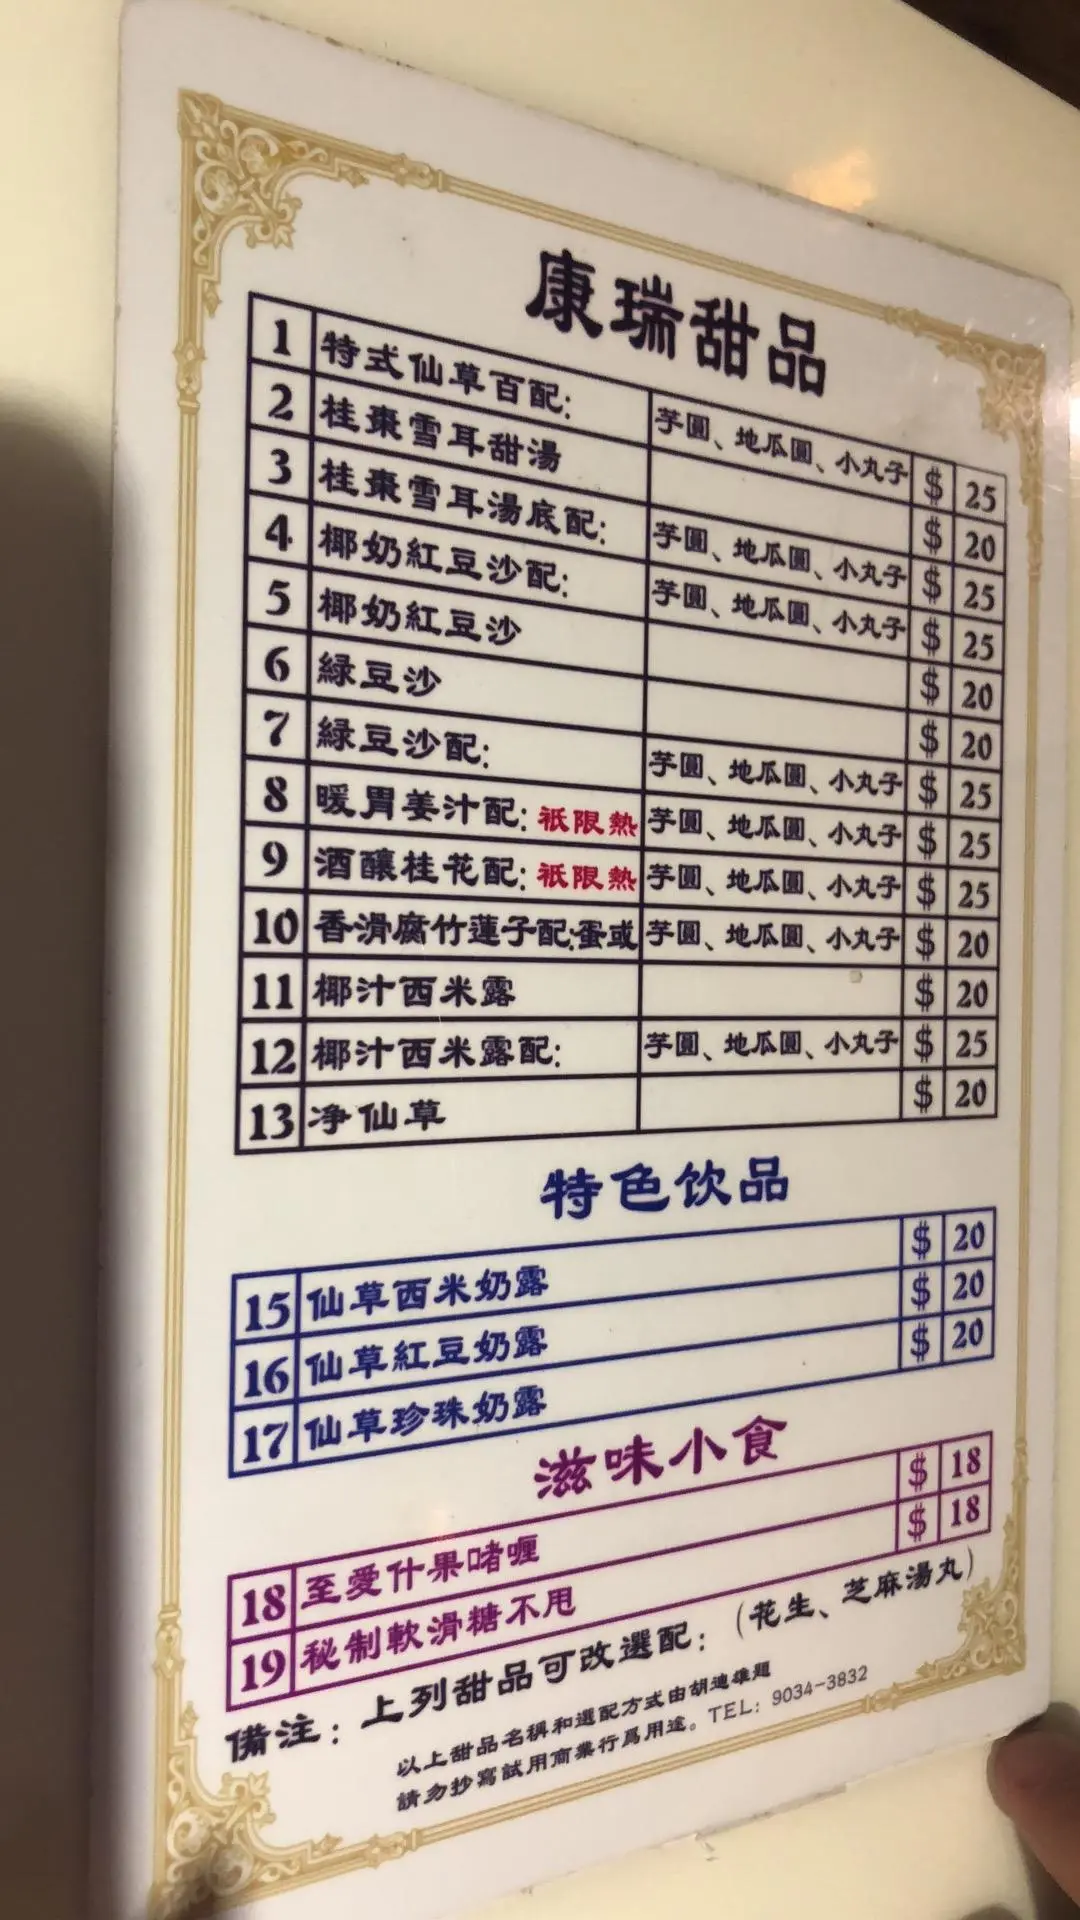 康瑞甜品
1 特式仙草百配: 芋圓、地瓜圓、小丸子 $ 25
2 桂棗雪耳甜湯 $ 20
3 桂棗雪耳湯底配: 芋圓、地瓜圓、小丸子 $ 25
4 椰奶紅豆沙配: 芋圓、地瓜圓、小丸子 $ 25
5 椰奶紅豆沙 $ 20
6 緑豆沙 $ 20
7 緑豆沙配: 芋圓、地瓜圓、小丸子 $ 25
8 暖胃姜汁配: 祇限熱 芋圓、地瓜圓、小丸子 $ 25
9 酒釀桂花配: 祇限熱 芋圓、地瓜圓、小丸子 $ 25
10 香滑腐竹蓮子配:蛋或 芋圓、地瓜圓、小丸子 $ 20
11 椰汁西米露 $ 20
12 椰汁西米露配: 芋圓、地瓜圓、小丸子 $ 25
13 净仙草 $ 20
特色饮品
15 仙草西米奶露 $ 20
16 仙草紅豆奶露 $ 20
17 仙草珍珠奶露 $ 20
滋味小食
18 至愛什果啫喱 $ 18
19 秘制軟滑糖不甩 $ 18
備注: 上列甜品可改選配: (花生、芝麻湯丸)
以上甜品名稱和選配方式由胡迪雄題
請勿抄寫試用商業行爲用途。TEL: 9034-3832